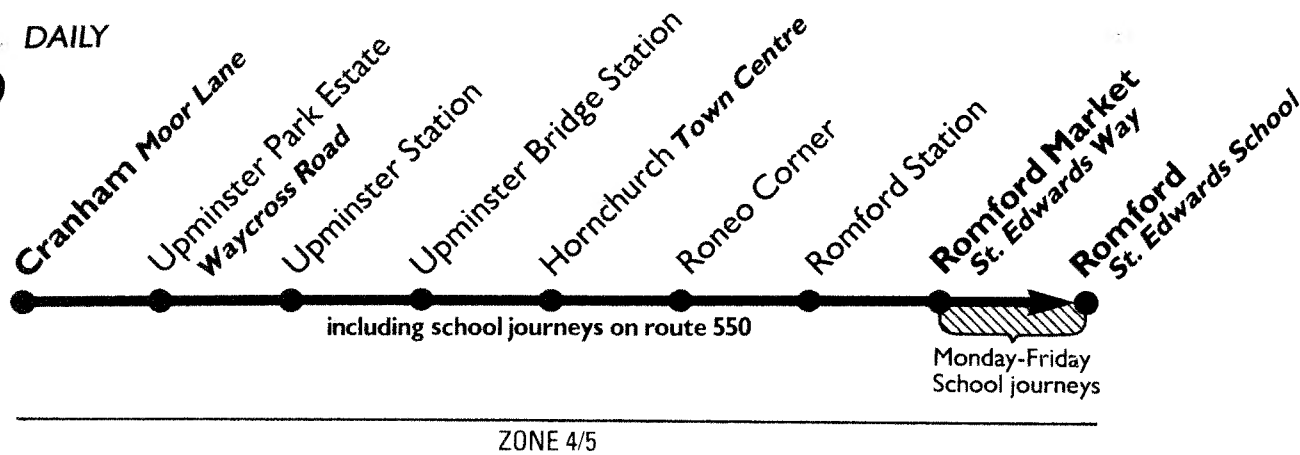 DAILY
Cranham Moor Lane
Upminster Park Estate
Waycross Road
Upminster Station
Upminster Bridge Station
Hornchurch Town Centre
Roneo Corner
Romford Station
Romford Market
St. Edwards Way
Romford
St. Edwards School
including school journeys on route 550
Monday-Friday
School journeys
ZONE 4/5